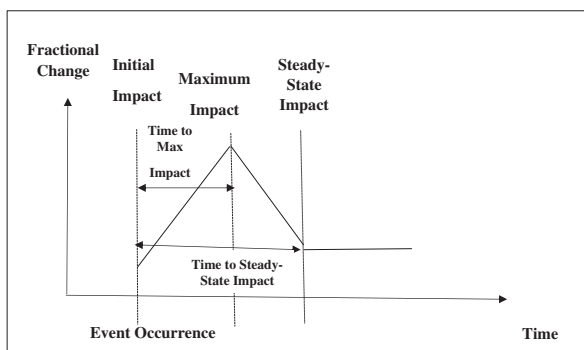 Fractional
Change
Initial
Impact
Maximum
Impact
Steady-
State
Impact
Time to
Max
Impact
Time to Steady-
State Impact
Event Occurrence
Time